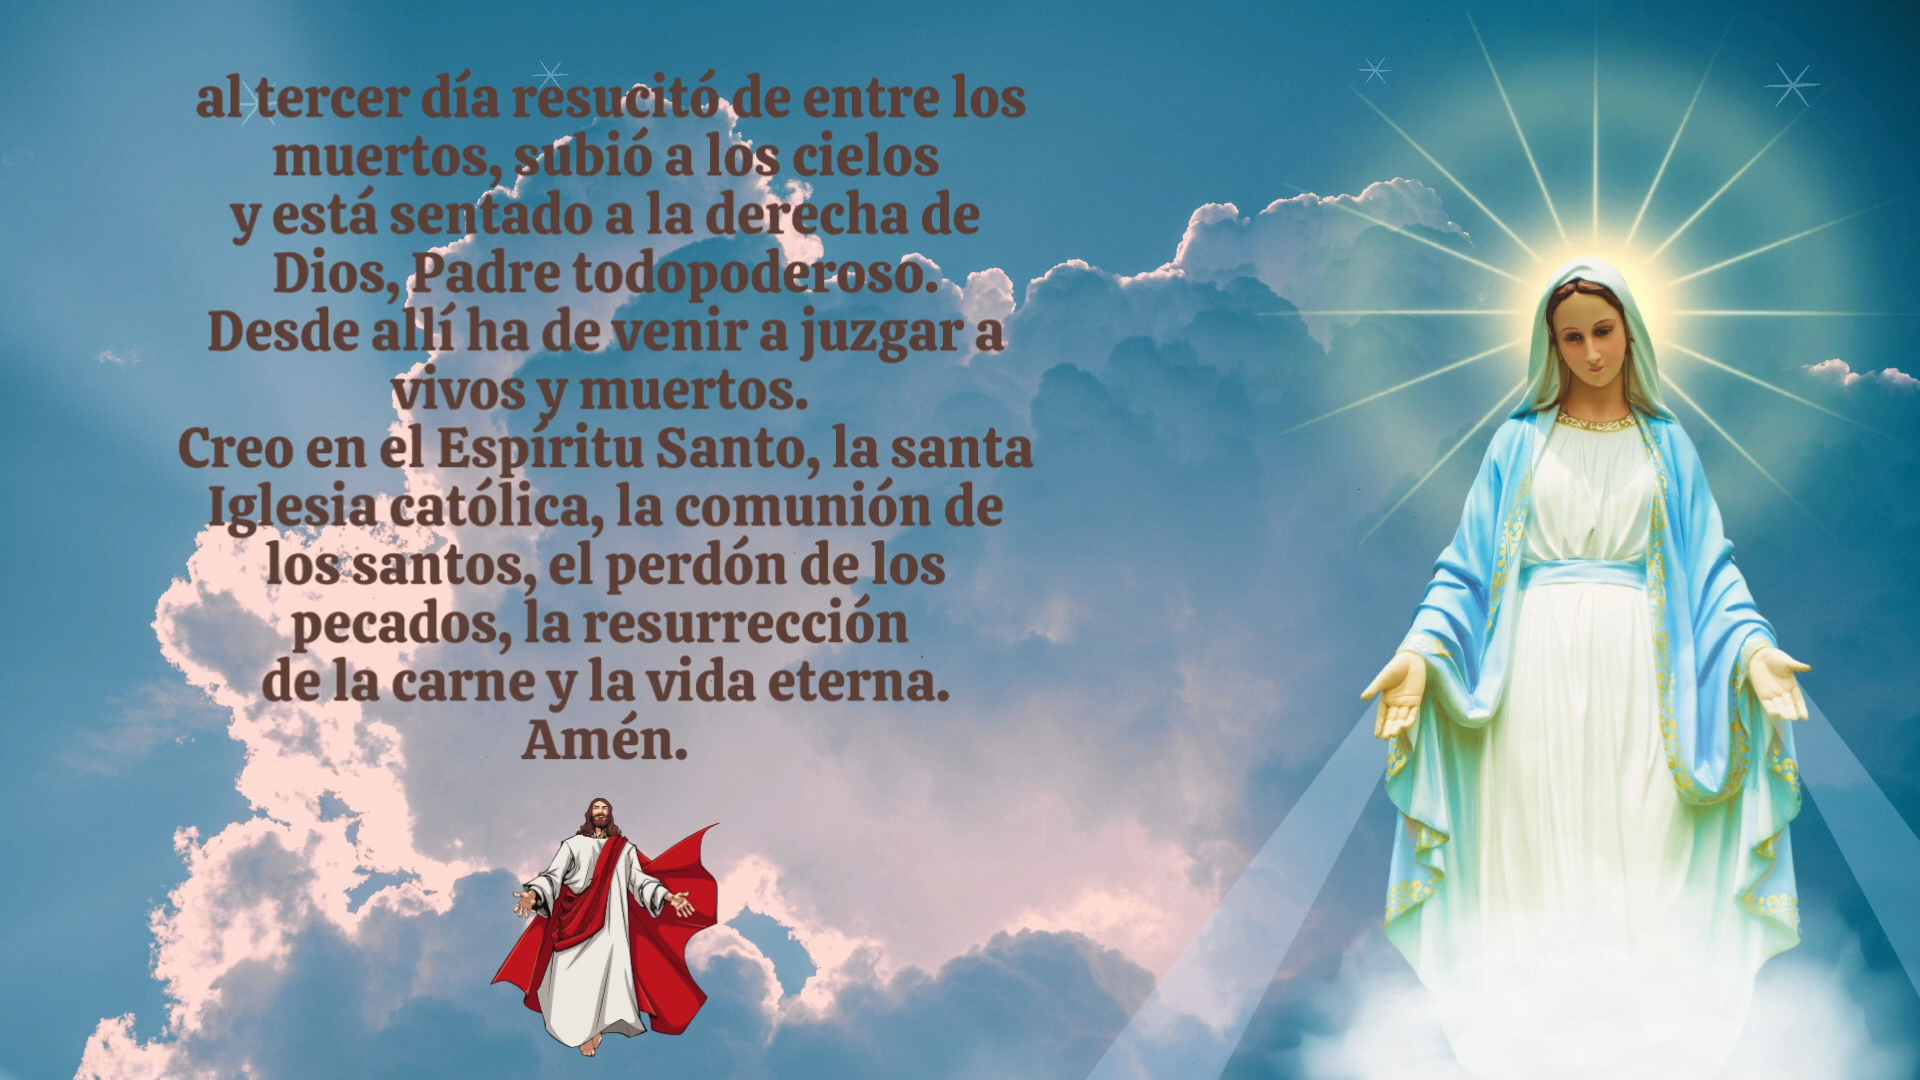 al tercer día resucitó de entre los
muertos, subió a los cielos
y está sentado a la derecha de
Dios, Padre todopoderoso.
Desde allí ha de venir a juzgar a
vivos y muertos.
Creo en el Espíritu Santo, la santa
Iglesia católica, la comunión de
los santos, el perdón de los
pecados, la resurrección
de la carne y la vida eterna.
Amén.